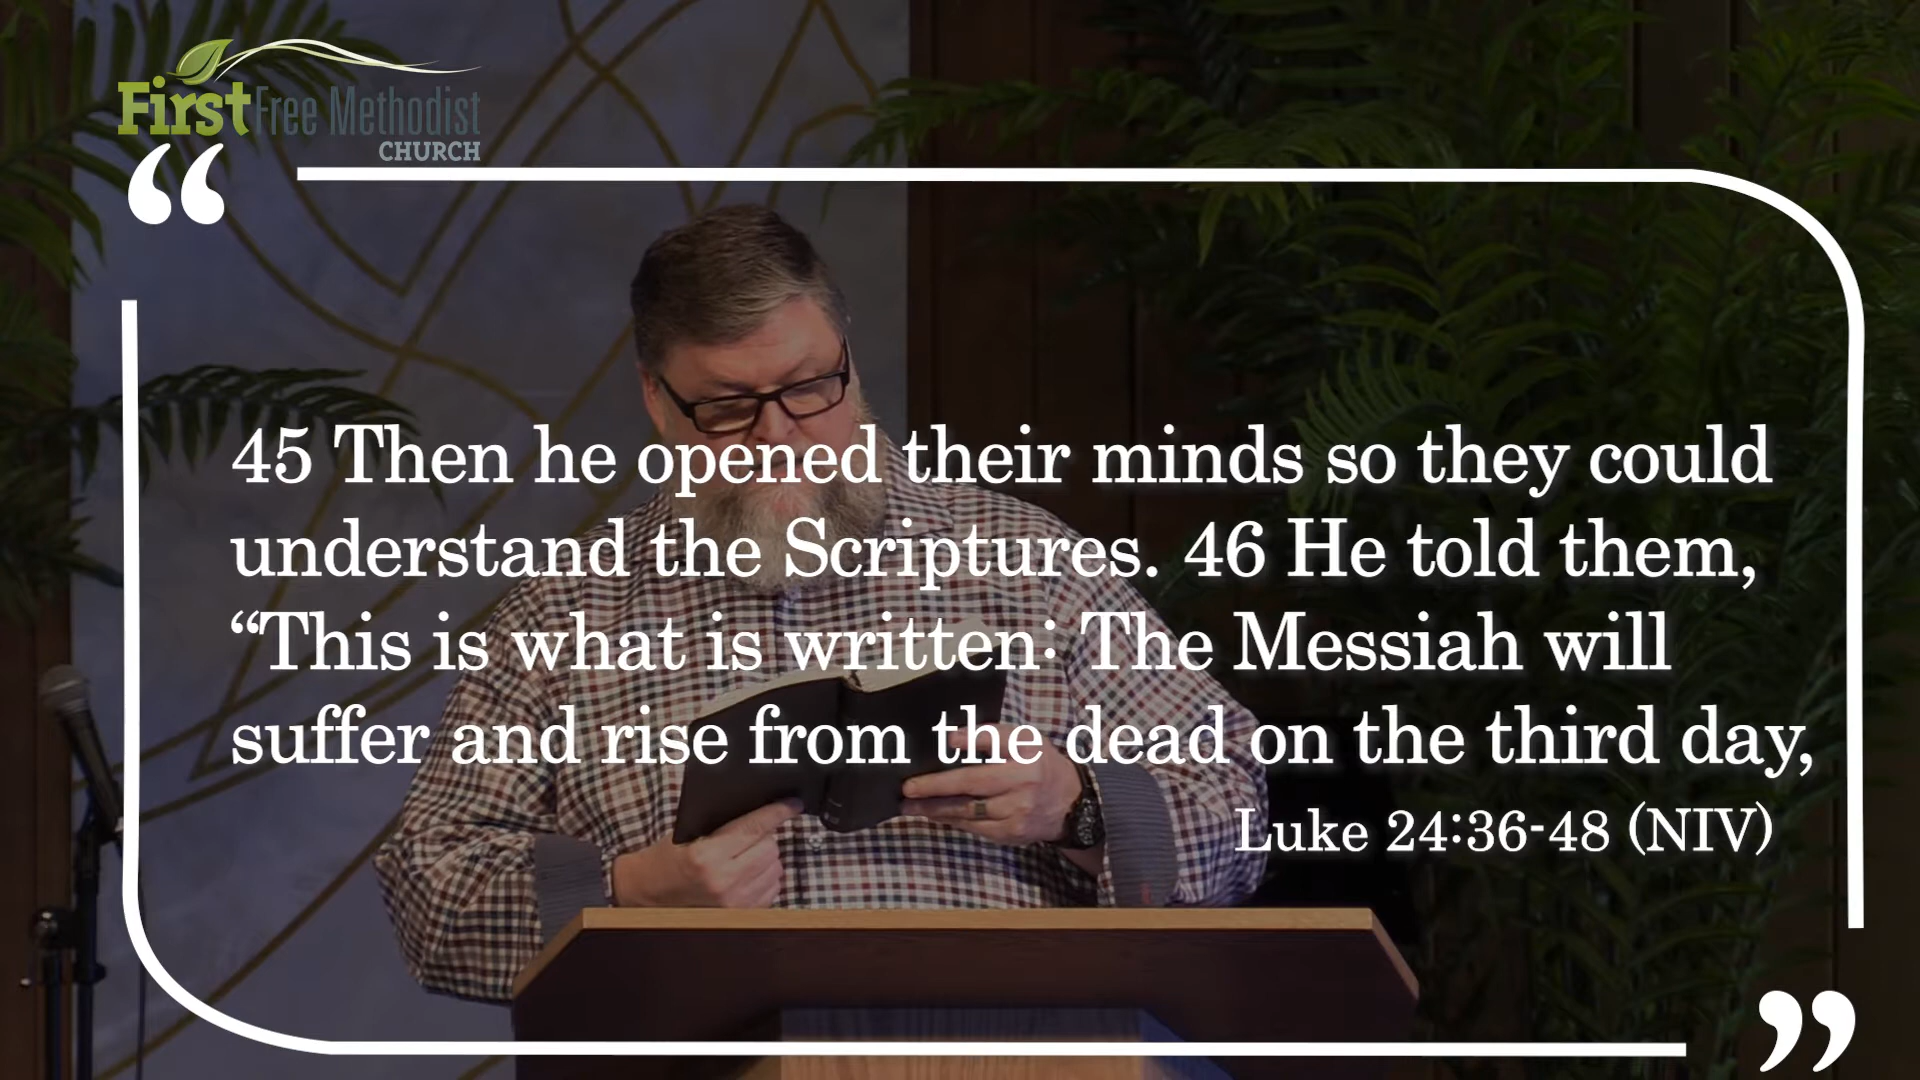 First Free Methodist
CHURCH
45 Then he opened their minds so they could
understand the Scriptures. 46 He told them,
“This is what is written: The Messiah will
suffer and rise from the dead on the third day,
Luke 24:36-48 (NIV)